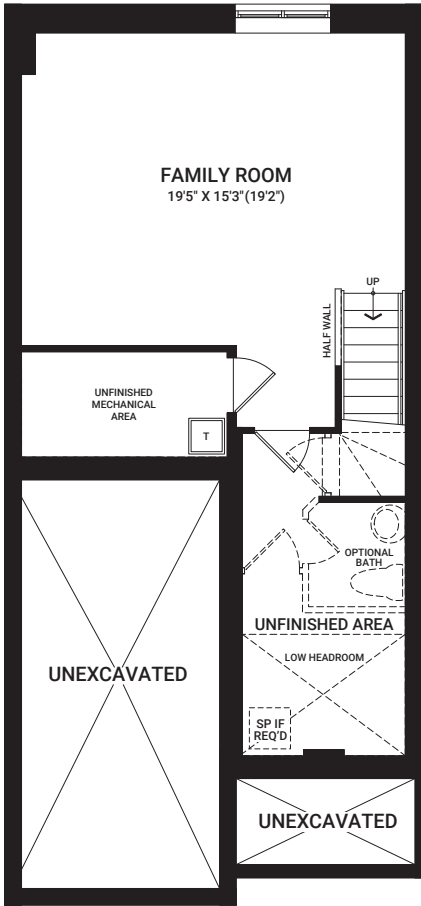 FAMILY ROOM
19'5" X 15'3"(19'2")
UP
HALF WALL
UNFINISHED
MECHANICAL
AREA
T
OPTIONAL
BATH
UNFINISHED AREA
LOW HEADROOM
UNEXCAVATED
SP IF
REQ'D
UNEXCAVATED